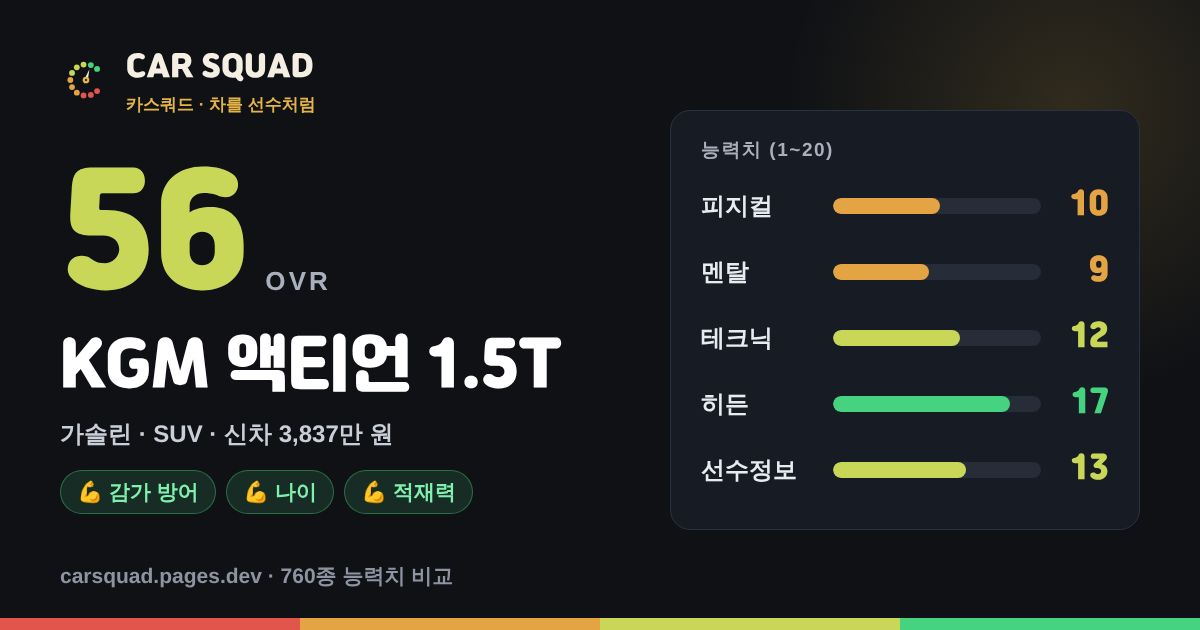 CAR SQUAD
카스쿼드 · 차를 선수처럼
56 OVR
KGM 액티언 1.5T
가솔린 · SUV · 신차 3,837만 원
💪 감가 방어 💪 나이 💪 적재력
carsquad.pages.dev · 760종 능력치 비교
능력치 (1~20)
피지컬 10
멘탈 9
테크닉 12
히든 17
선수정보 13